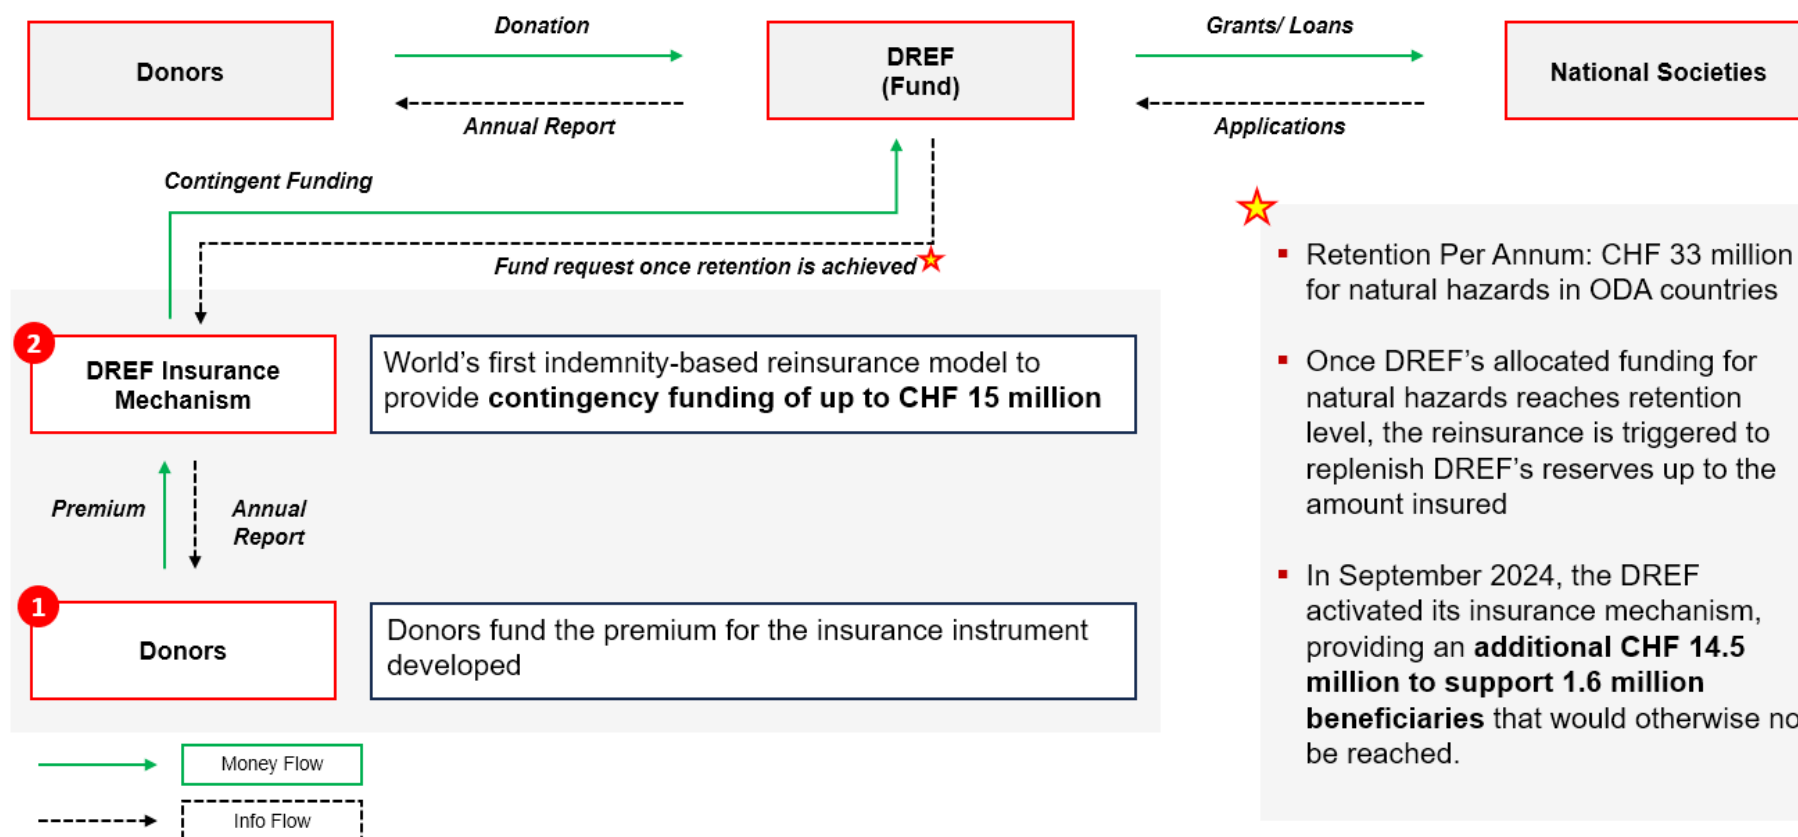 Donation
Grants/ Loans
Donors
DREF
(Fund)
National Societies
Annual Report
Applications
Contingent Funding
Fund request once retention is achieved
2
DREF Insurance
Mechanism
World's first indemnity-based reinsurance model to
provide contingency funding of up to CHF 15 million
Premium
Annual
Report
1
Donors
Donors fund the premium for the insurance instrument
developed
Money Flow
Info Flow
▪ Retention Per Annum: CHF 33 million
for natural hazards in ODA countries
▪ Once DREF's allocated funding for
natural hazards reaches retention
level, the reinsurance is triggered to
replenish DREF's reserves up to the
amount insured
▪ In September 2024, the DREF
activated its insurance mechanism,
providing an additional CHF 14.5
million to support 1.6 million
beneficiaries that would otherwise no
be reached.